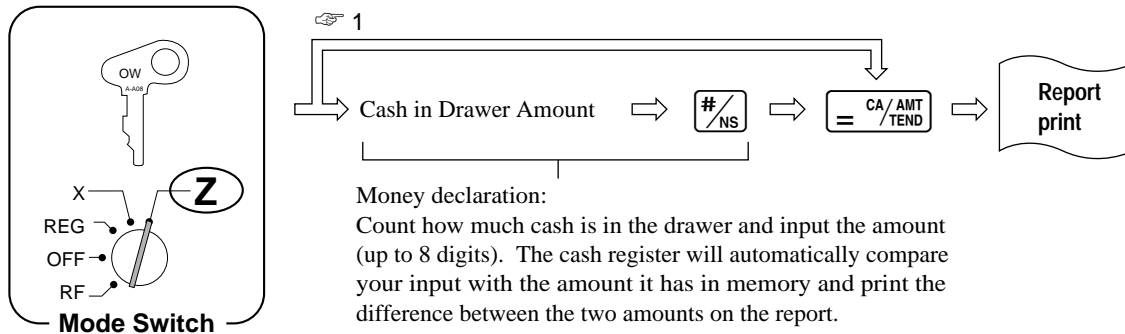 ☞ 1
OW
A-A08
X
Z
REG
OFF
RF
Mode Switch
Cash in Drawer Amount
#/NS
= CA/AMT
TEND
Report
print
Money declaration:
Count how much cash is in the drawer and input the amount
(up to 8 digits). The cash register will automatically compare
your input with the amount it has in memory and print the
difference between the two amounts on the report.